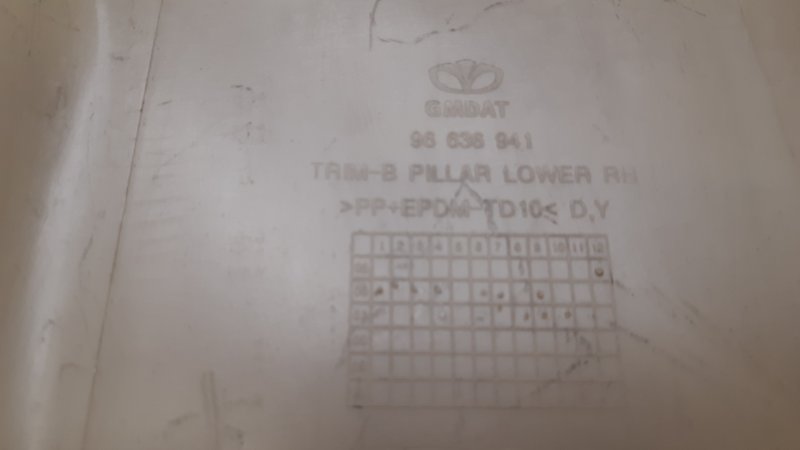 GMDAT
96 636 941
TRIM-B PILLAR LOWER RH
>PP+EPDM-TD10< D,Y
1 2 3 4 5 6 7 8 9 10 11 12